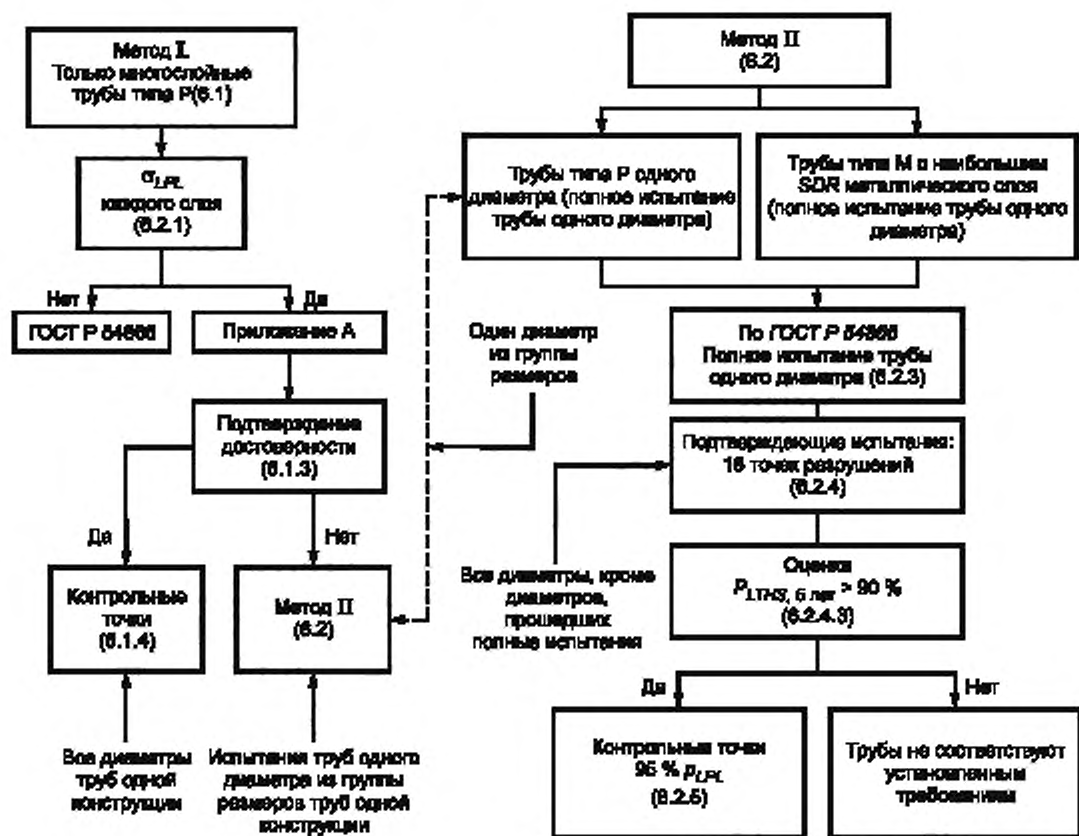 Метод I.
Только многослойные
трубы типа P(6.1)
σLPL
каждого слоя
(6.2.1)
Нет
Да
ГОСТ Р 54866
Приложение А
Подтверждение
достоверности
(6.1.3)
Да
Нет
Контрольные
точки
(6.1.4)
Метод II
(6.2)
Все диаметры
труб одной
конструкции
Испытания труб одного
диаметра из группы
размеров труб одной
конструкции
Один диаметр
из группы
размеров
Все диаметры, кроме
диаметров,
прошедших
полные испытания
Метод II
(6.2)
Трубы типа P одного
диаметра (полное испытание
трубы одного диаметра)
Трубы типа М с наибольшим
SDR металлического слоя
(полное испытание трубы одного
диаметра)
По ГОСТ Р 54866
Полное испытание трубы
одного диаметра (6.2.3)
Подтверждающие испытания:
точек разрушений
(6.2.4)
Оценка
PLTHS, 5 лет > 90 %
(6.2.4.3)
Да
Нет
Контрольные точки
95 % pLPL
(6.2.5)
Трубы не соответствуют
установленным
требованиям